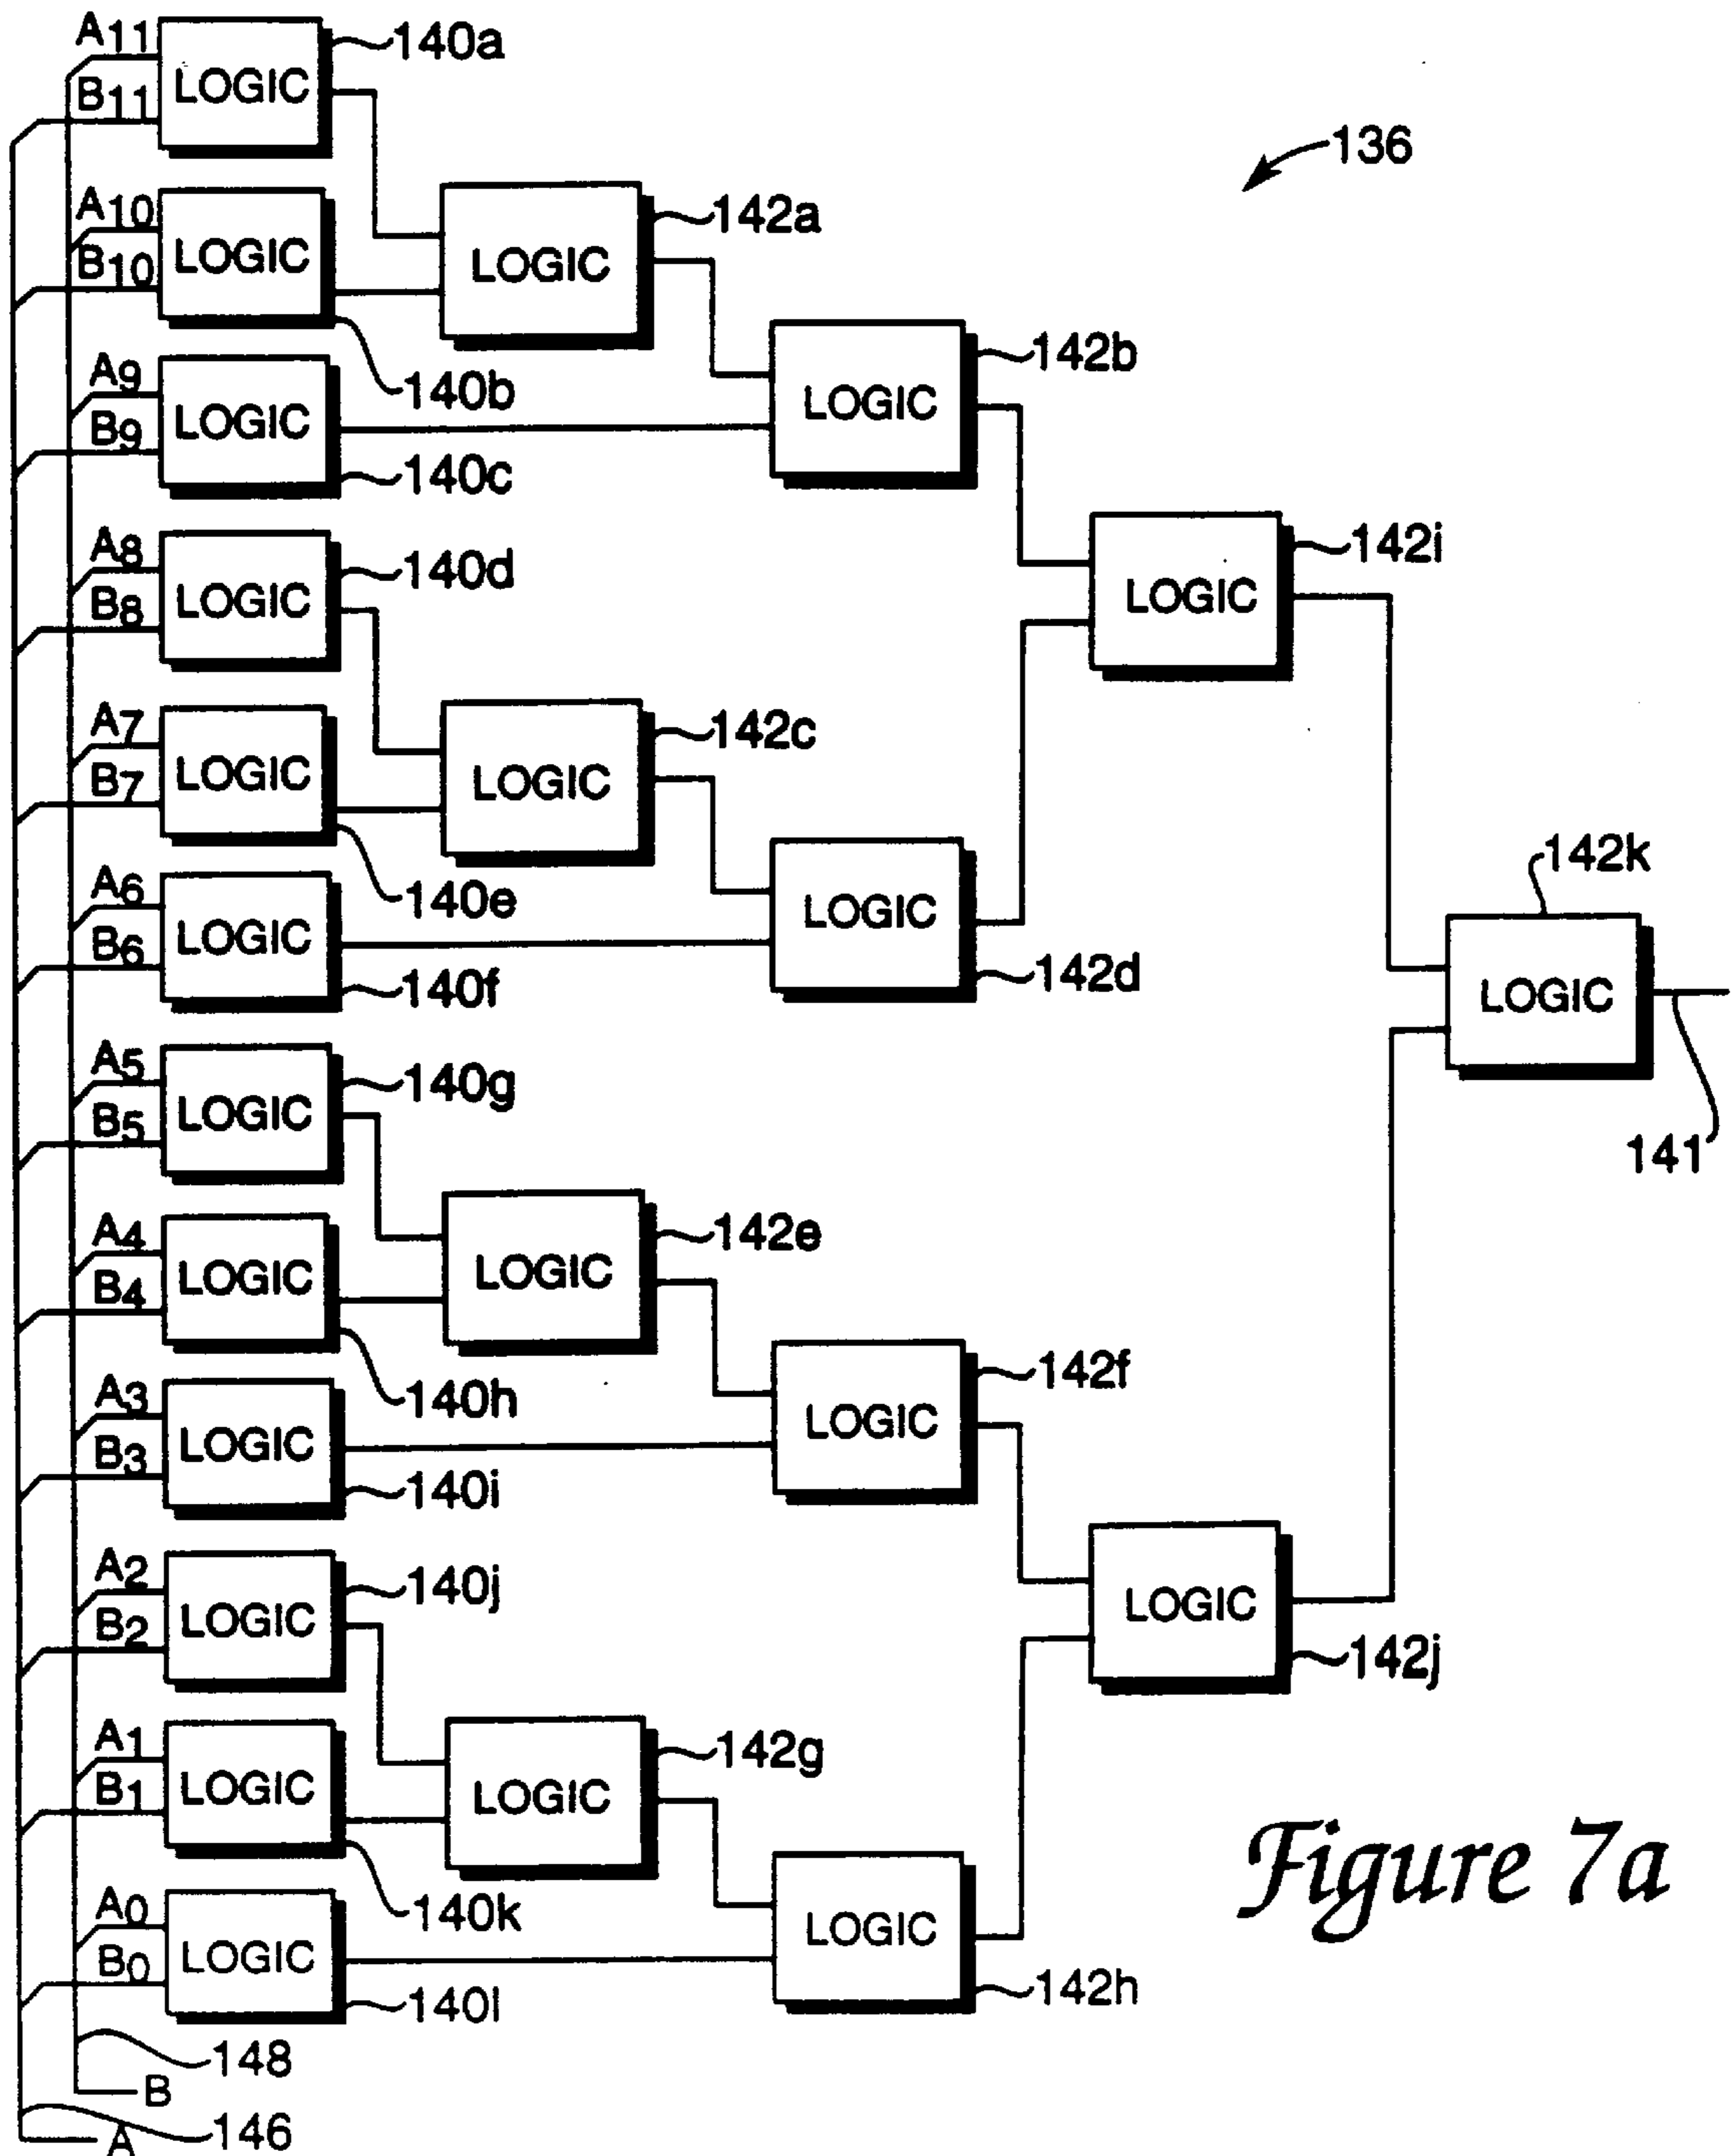 A11
B11
LOGIC
140a
136
A10
B10
LOGIC
LOGIC
142a
A9
B9
LOGIC
140b
140c
LOGIC
142b
A8
B8
LOGIC
140d
LOGIC
142i
A7
B7
LOGIC
LOGIC
142c
A6
B6
LOGIC
140e
140f
LOGIC
142d
142k
LOGIC
141
A5
B5
LOGIC
140g
A4
B4
LOGIC
LOGIC
142e
A3
B3
LOGIC
140h
140i
LOGIC
142f
A2
B2
LOGIC
140j
LOGIC
142j
A1
B1
LOGIC
LOGIC
142g
A0
B0
LOGIC
140k
140l
LOGIC
142h
Figure 7a
148
B
146
A